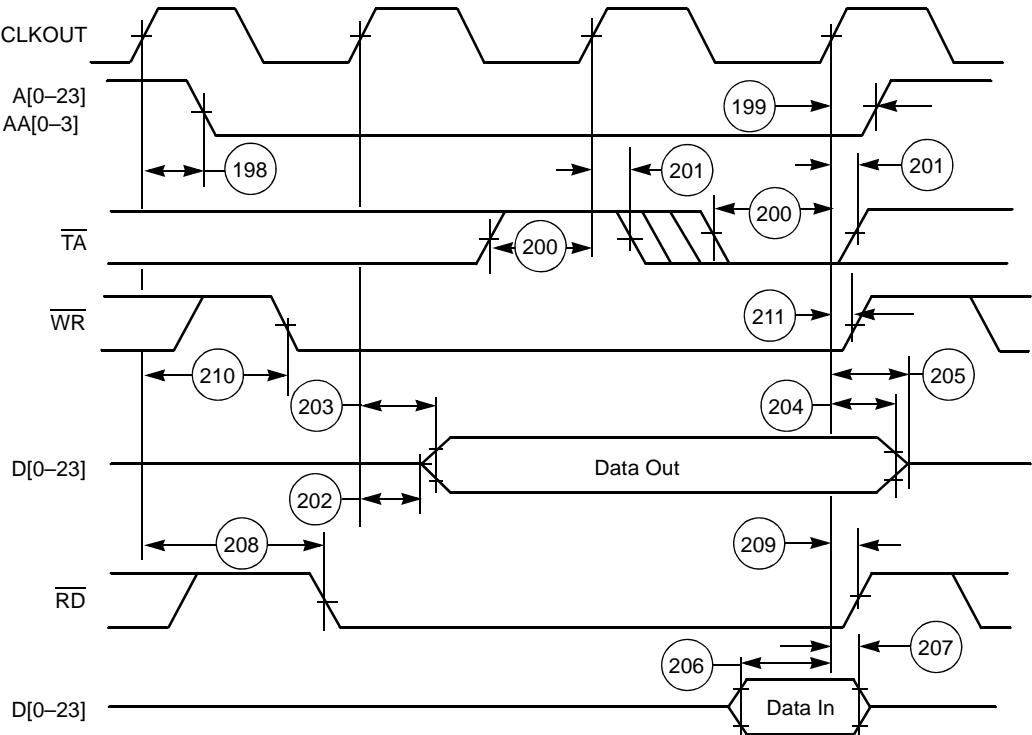 CLKOUT
A[0–23]
AA[0–3]
199
198
201
201
200
200
TA
WR
211
210
205
203
204
D[0–23]
Data Out
202
208
209
RD
206
207
D[0–23]
Data In